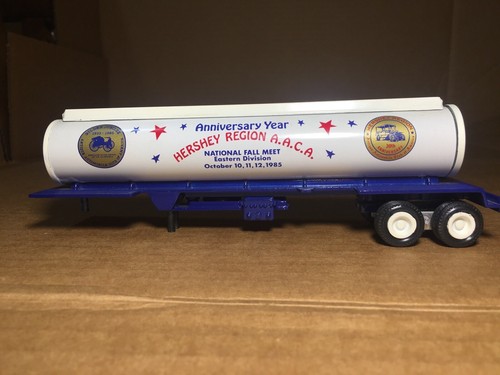 Anniversary Year
HERSHEY REGION A.A.C.A.
NATIONAL FALL MEET
Eastern Division
October 10, 11, 12, 1985